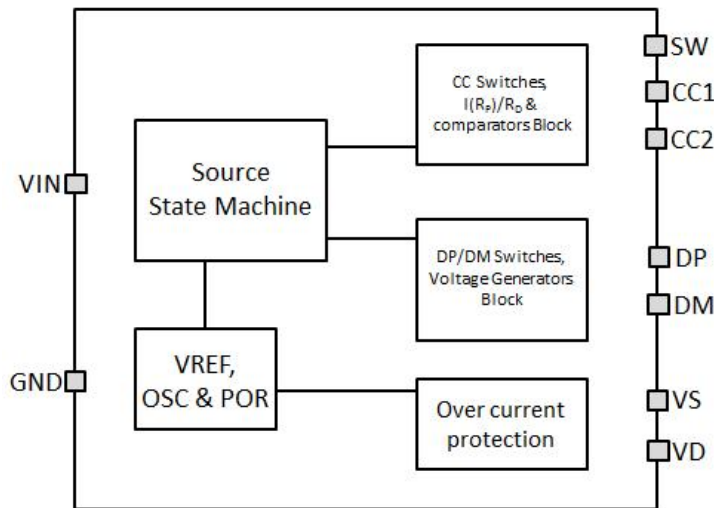 SW
CC1
CC2
CC Switches,
I(RP)/RD &
comparators Block
Source
State Machine
VIN
DP/DM Switches,
Voltage Generators
Block
DP
DM
VREF,
OSC & POR
GND
Over current
protection
VS
VD